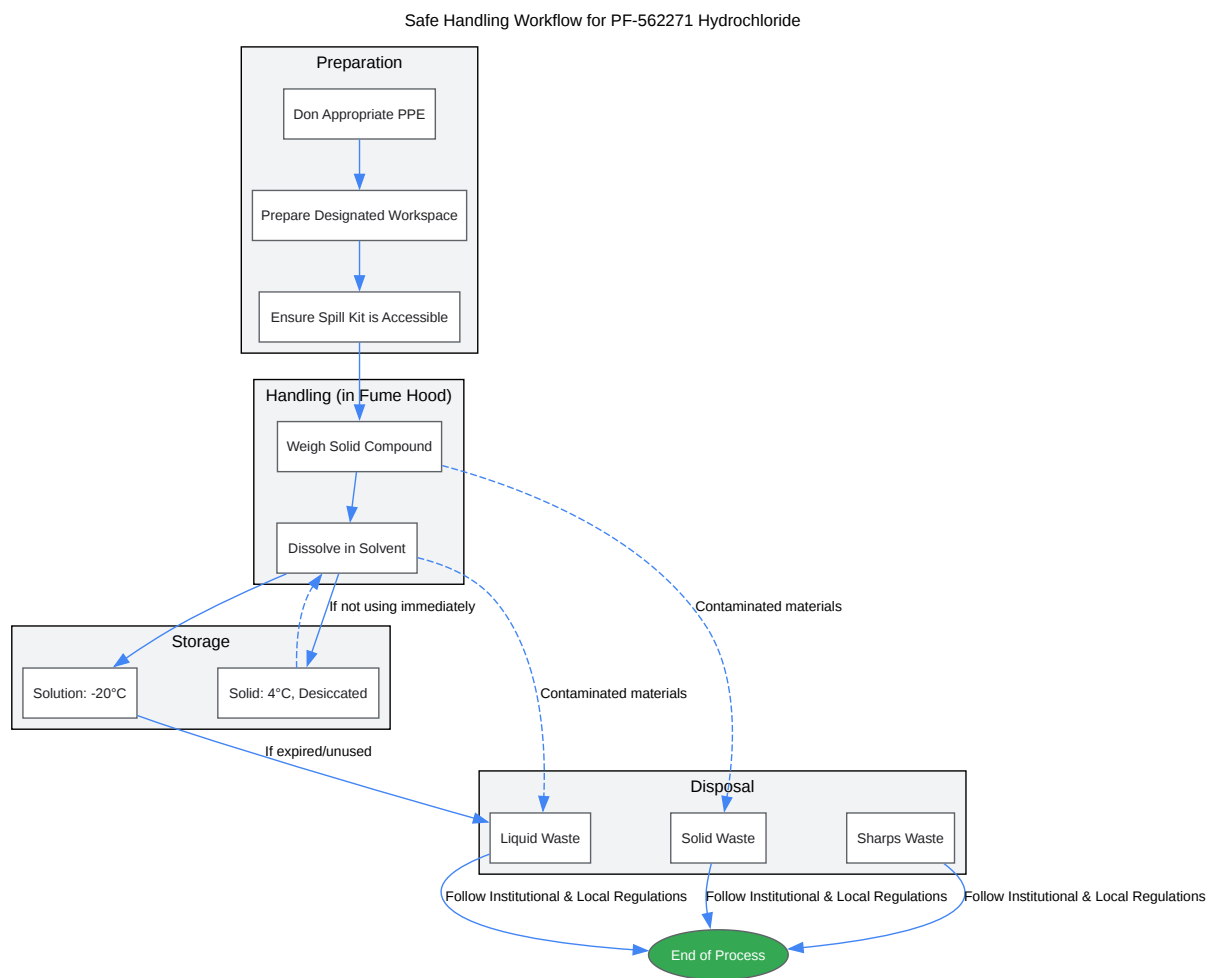 Safe Handling Workflow for PF-562271 Hydrochloride
Preparation
Don Appropriate PPE
Prepare Designated Workspace
Ensure Spill Kit is Accessible
Handling (in Fume Hood)
Weigh Solid Compound
Dissolve in Solvent
If not using immediately
Contaminated materials
Storage
Solution: -20°C
Solid: 4°C, Desiccated
Contaminated materials
If expired/unused
Disposal
Liquid Waste
Solid Waste
Sharps Waste
Follow Institutional & Local Regulations
Follow Institutional & Local Regulations
Follow Institutional & Local Regulations
End of Process